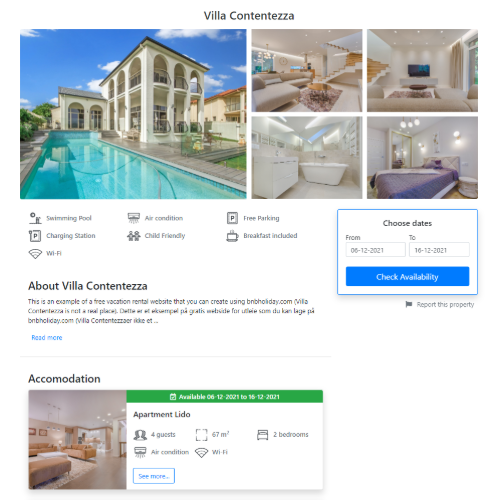 Villa Contentezza
Swimming Pool
Air condition
Free Parking
Charging Station
Child Friendly
Breakfast included
Wi-Fi
Choose dates
From
To
06-12-2021
16-12-2021
Check Availability
Report this property
About Villa Contentezza
This is an example of a free vacation rental website that you can create using bnbholiday.com (Villa
Contentezza is not a real place). Dette er et eksempel på gratis webside for utleie som du kan lage på
bnbholiday.com (Villa Contentezzaer ikke et ...
Read more
Accomodation
Available 06-12-2021 to 16-12-2021
Apartment Lido
4 guests
67 m²
2 bedrooms
Air condition
Wi-Fi
See more...